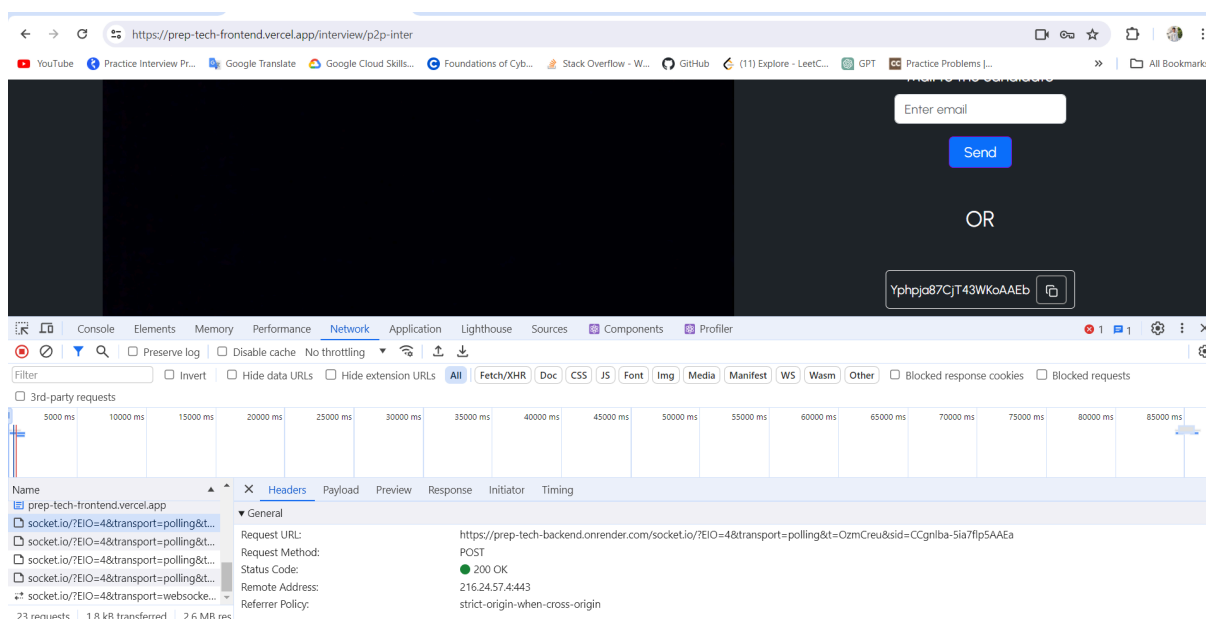 https://prep-tech-frontend.vercel.app/interview/p2p-inter
YouTube Practice Interview Pr... Google Translate Google Cloud Skills... Foundations of Cyb... Stack Overflow - W... GitHub (11) Explore - LeetC... GPT Practice Problems |... » All Bookmark
Mail to the candidate
Enter email
Send
OR
Yphpja87CjT43WKoAAEb
Console Elements Memory Performance Network Application Lighthouse Sources Components Profiler 1 1
Preserve log Disable cache No throttling
Filter Invert Hide data URLs Hide extension URLs All Fetch/XHR Doc CSS JS Font Img Media Manifest WS Wasm Other Blocked response cookies Blocked requests
3rd-party requests
5000 ms 10000 ms 15000 ms 20000 ms 25000 ms 30000 ms 35000 ms 40000 ms 45000 ms 50000 ms 55000 ms 60000 ms 65000 ms 70000 ms 75000 ms 80000 ms 85000 ms
Name Headers Payload Preview Response Initiator Timing
prep-tech-frontend.vercel.app
General
socket.io/?EIO=4&transport=polling&t...
Request URL: https://prep-tech-backend.onrender.com/socket.io/?EIO=4&transport=polling&t=OzmCreu&sid=CCgnlba-5ia7flp5AAEa
socket.io/?EIO=4&transport=polling&t...
Request Method: POST
socket.io/?EIO=4&transport=polling&t...
Status Code: 200 OK
socket.io/?EIO=4&transport=polling&t...
Remote Address: 216.24.57.4:443
socket.io/?EIO=4&transport=websocke...
Referrer Policy: strict-origin-when-cross-origin
23 requests 1.8 kB transferred 2.6 MB res